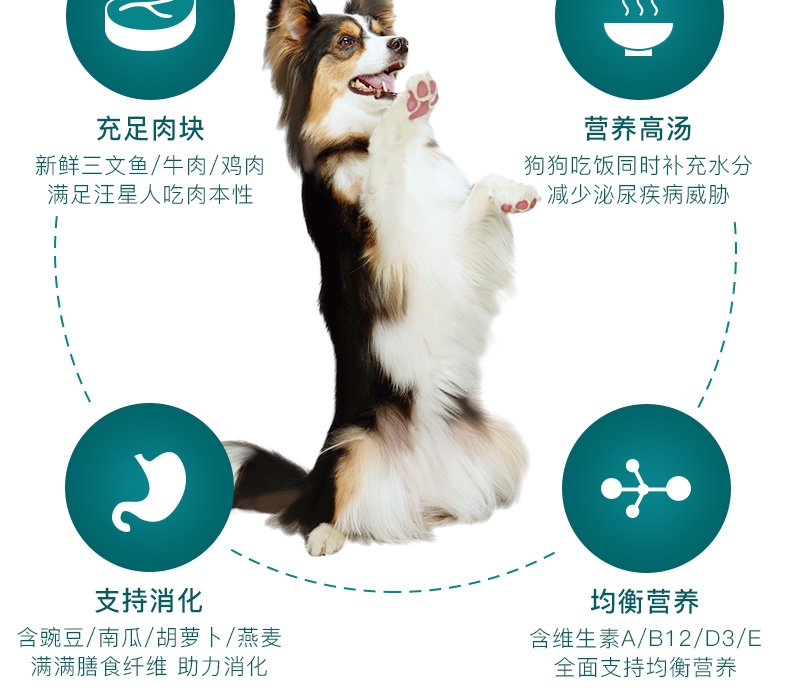 充足肉块
新鲜三文鱼/牛肉/鸡肉
满足汪星人吃肉本性
营养高汤
狗狗吃饭同时补充水分
减少泌尿疾病威胁
支持消化
含豌豆/南瓜/胡萝卜/燕麦
满满膳食纤维 助力消化
均衡营养
含维生素A/B12/D3/E
全面支持均衡营养